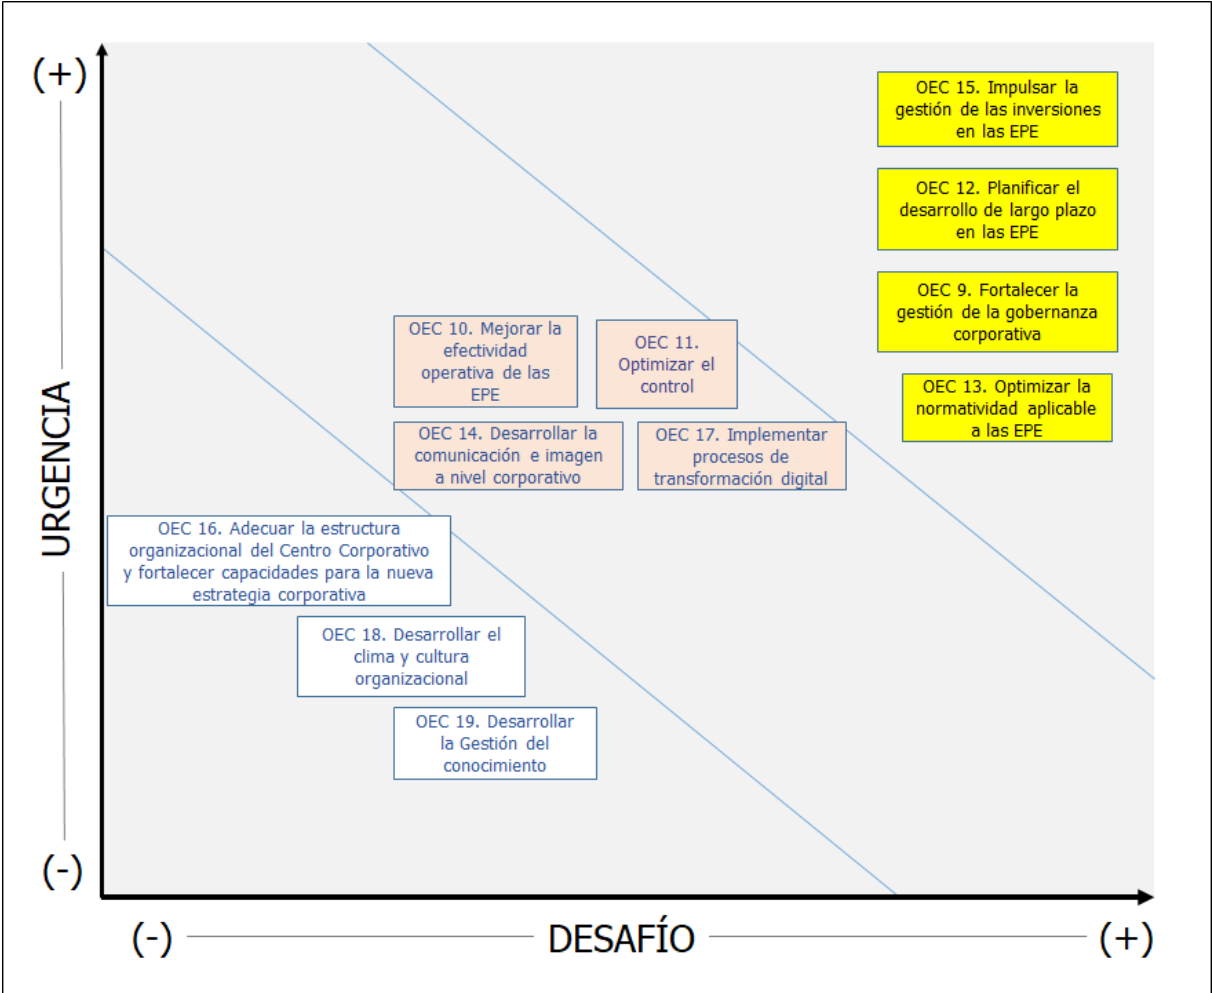 (+)
OEC 15. Impulsar la
gestión de las inversiones
en las EPE
OEC 12. Planificar el
desarrollo de largo plazo
en las EPE
OEC 9. Fortalecer la
gestión de la gobernanza
corporativa
OEC 13. Optimizar la
normatividad aplicable
a las EPE
OEC 10. Mejorar la
efectividad
operativa de las
EPE
OEC 11.
Optimizar el
control
OEC 14. Desarrollar la
comunicación e imagen
a nivel corporativo
OEC 17. Implementar
procesos de
transformación digital
URGENCIA
OEC 16. Adecuar la estructura
organizacional del Centro Corporativo
y fortalecer capacidades para la nueva
estrategia corporativa
OEC 18. Desarrollar el
clima y cultura
organizacional
OEC 19. Desarrollar
la Gestión del
conocimiento
(-)
(-)
DESAFÍO
(+)